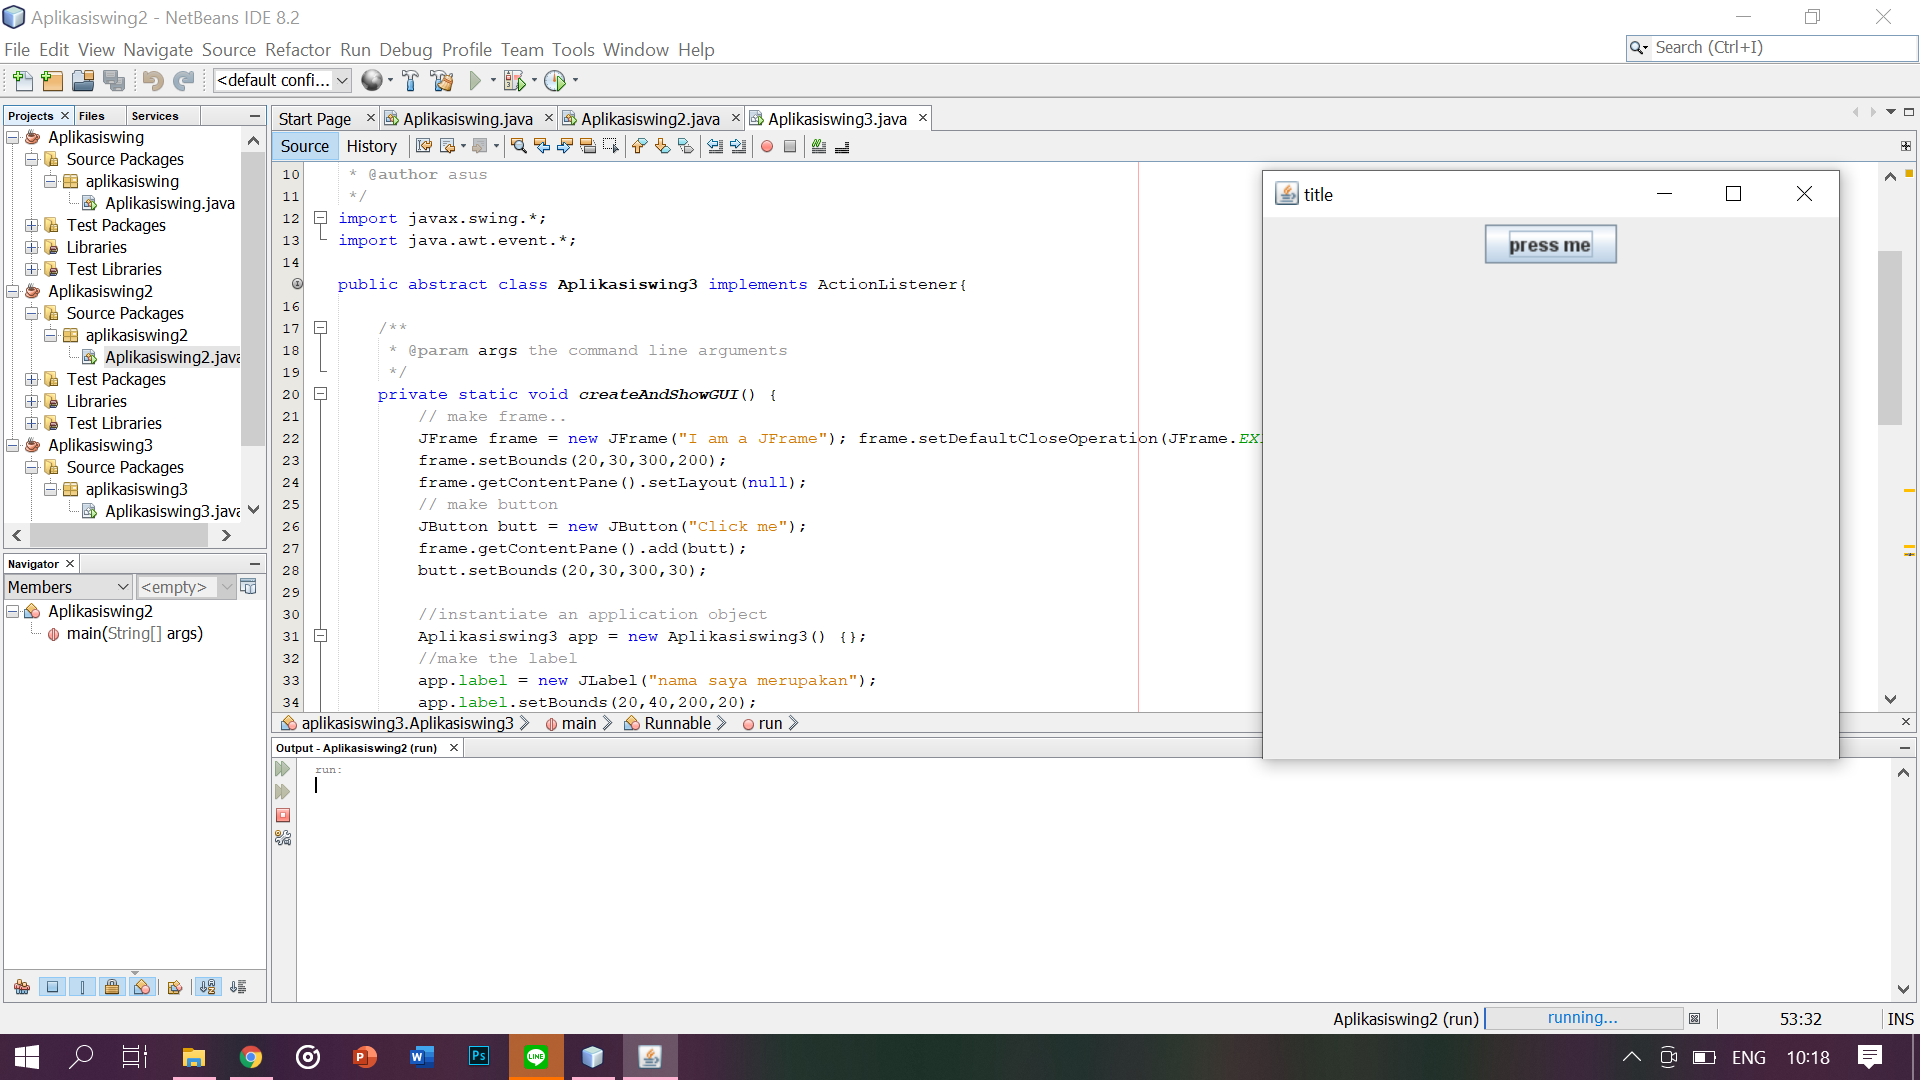 Aplikasiswing2 - NetBeans IDE 8.2
File Edit View Navigate Source Refactor Run Debug Profile Team Tools Window Help
Search (Ctrl+I)
<default confi...
Projects Files Services
Aplikasiswing
Source Packages
aplikasiswing
Aplikasiswing.java
Test Packages
Libraries
Test Libraries
Aplikasiswing2
Source Packages
aplikasiswing2
Aplikasiswing2.java
Test Packages
Libraries
Test Libraries
Aplikasiswing3
Source Packages
aplikasiswing3
Aplikasiswing3.java
Navigator
Members <empty>
Aplikasiswing2
main(String[] args)
Start Page Aplikasiswing.java Aplikasiswing2.java Aplikasiswing3.java
Source History
10 * @author asus
11 */
12 import javax.swing.*;
13 import java.awt.event.*;
14
public abstract class Aplikasiswing3 implements ActionListener{
16
17 /**
18 * @param args the command line arguments
19 */
20 private static void createAndShowGUI() {
21 // make frame..
22 JFrame frame = new JFrame("I am a JFrame"); frame.setDefaultCloseOperation(JFrame.EX
23 frame.setBounds(20,30,300,200);
24 frame.getContentPane().setLayout(null);
25 // make button
26 JButton butt = new JButton("Click me");
27 frame.getContentPane().add(butt);
28 butt.setBounds(20,30,300,30);
29
30 //instantiate an application object
31 Aplikasiswing3 app = new Aplikasiswing3() {};
32 //make the label
33 app.label = new JLabel("nama saya merupakan");
34 app.label.setBounds(20,40,200,20);
aplikasiswing3.Aplikasiswing3 main Runnable run
title
press me
Output - Aplikasiswing2 (run)
run:
Aplikasiswing2 (run) running... 53:32 INS
Ps LINE ENG 10:18